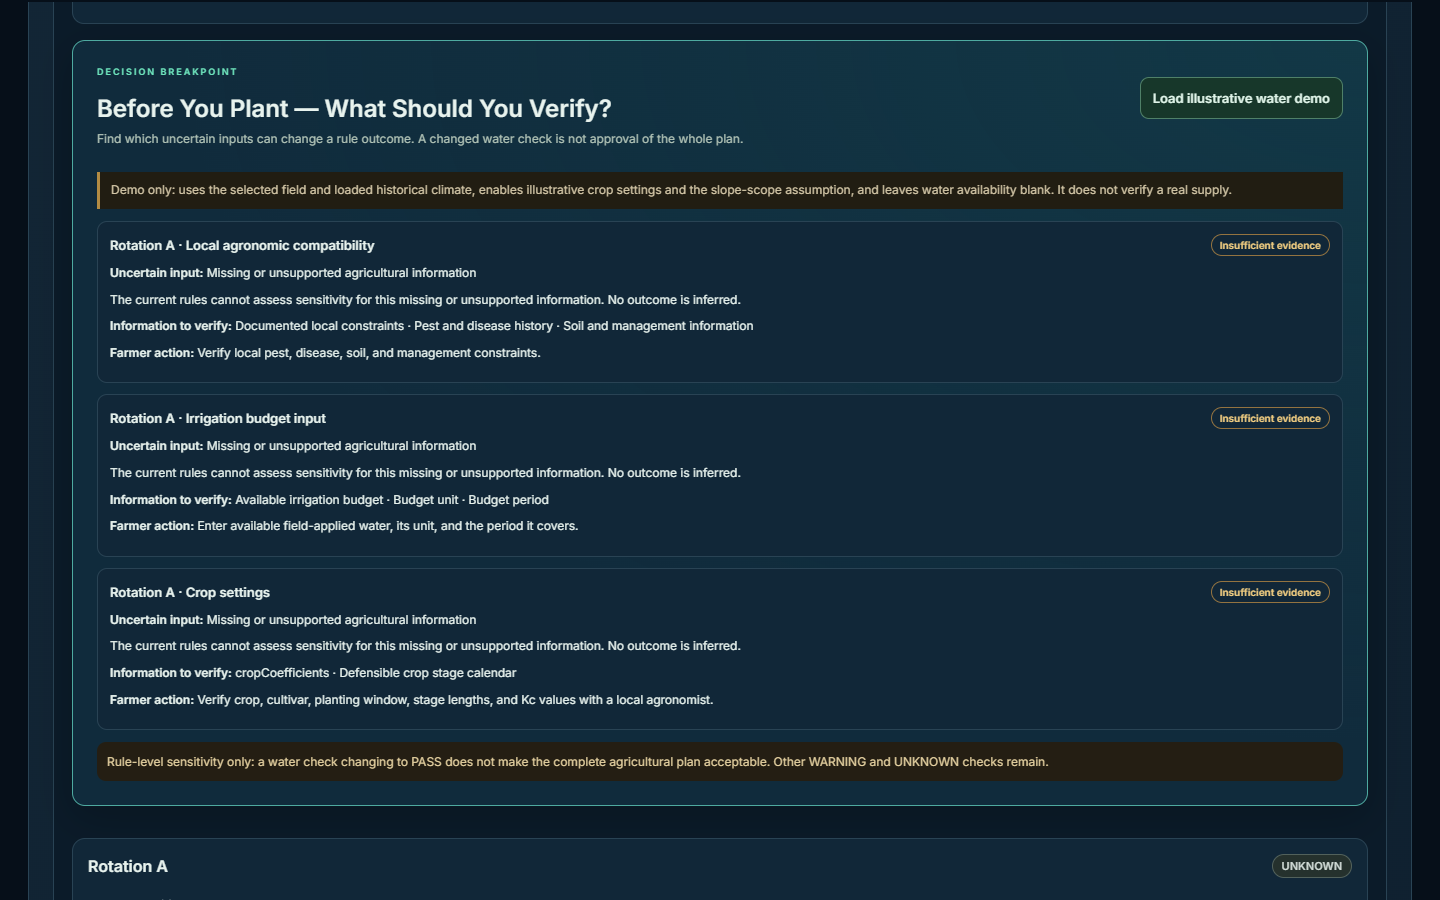 DECISION BREAKPOINT
Before You Plant — What Should You Verify?
Load illustrative water demo
Find which uncertain inputs can change a rule outcome. A changed water check is not approval of the whole plan.
Demo only: uses the selected field and loaded historical climate, enables illustrative crop settings and the slope-scope assumption, and leaves water availability blank. It does not verify a real supply.
Rotation A · Local agronomic compatibility
Insufficient evidence
Uncertain input: Missing or unsupported agricultural information
The current rules cannot assess sensitivity for this missing or unsupported information. No outcome is inferred.
Information to verify: Documented local constraints · Pest and disease history · Soil and management information
Farmer action: Verify local pest, disease, soil, and management constraints.
Rotation A · Irrigation budget input
Insufficient evidence
Uncertain input: Missing or unsupported agricultural information
The current rules cannot assess sensitivity for this missing or unsupported information. No outcome is inferred.
Information to verify: Available irrigation budget · Budget unit · Budget period
Farmer action: Enter available field-applied water, its unit, and the period it covers.
Rotation A · Crop settings
Insufficient evidence
Uncertain input: Missing or unsupported agricultural information
The current rules cannot assess sensitivity for this missing or unsupported information. No outcome is inferred.
Information to verify: cropCoefficients · Defensible crop stage calendar
Farmer action: Verify crop, cultivar, planting window, stage lengths, and Kc values with a local agronomist.
Rule-level sensitivity only: a water check changing to PASS does not make the complete agricultural plan acceptable. Other WARNING and UNKNOWN checks remain.
Rotation A
UNKNOWN